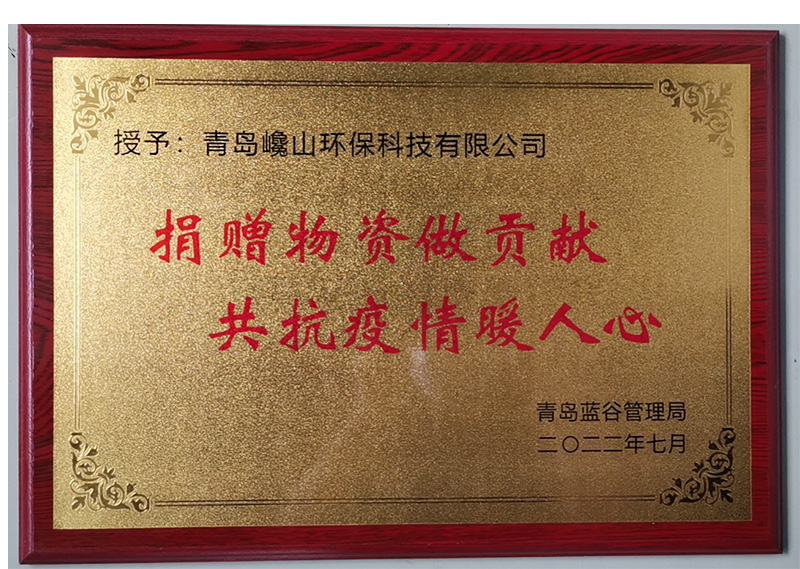 授予：青岛巉山环保科技有限公司
捐赠物资做贡献
共抗疫情暖人心
青岛蓝谷管理局
二〇二二年七月